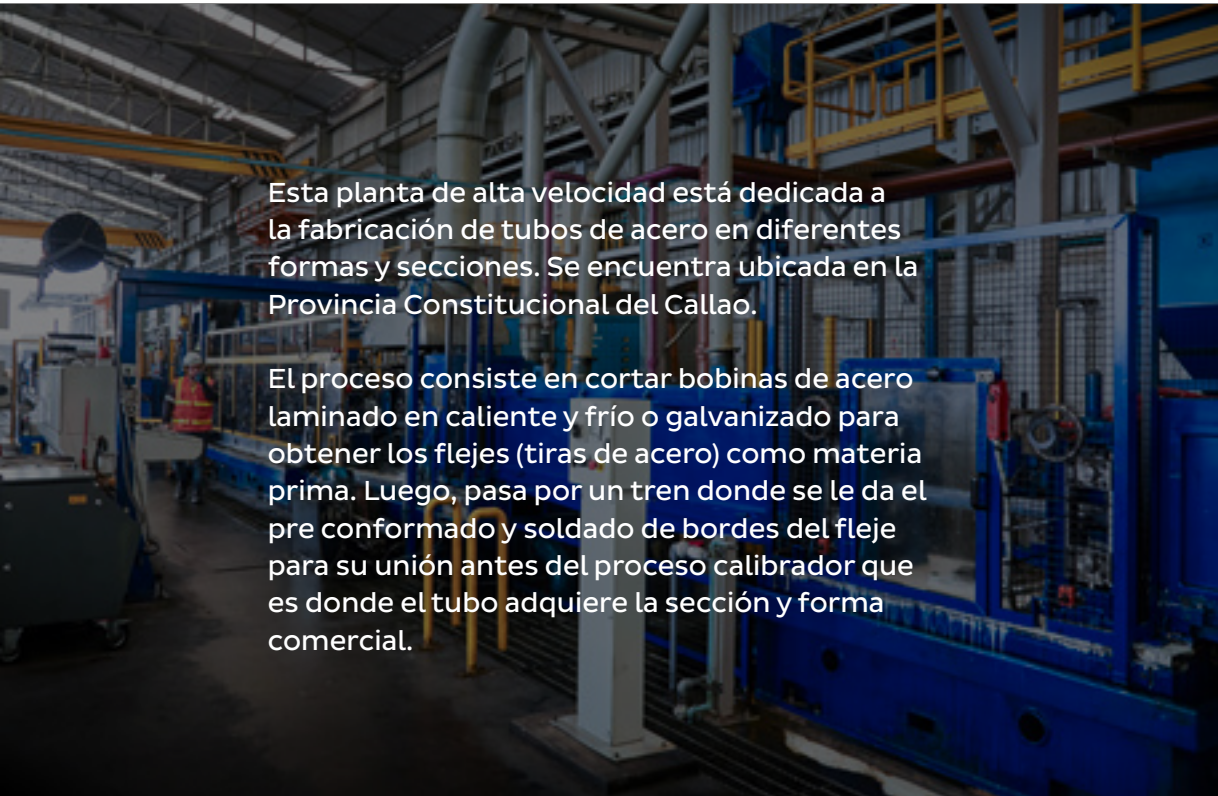 Esta planta de alta velocidad está dedicada a
la fabricación de tubos de acero en diferentes
formas y secciones. Se encuentra ubicada en la
Provincia Constitucional del Callao.
El proceso consiste en cortar bobinas de acero
laminado en caliente y frío o galvanizado para
obtener los flejes (tiras de acero) como materia
prima. Luego, pasa por un tren donde se le da el
pre conformado y soldado de bordes del fleje
para su unión antes del proceso calibrador que
es donde el tubo adquiere la sección y forma
comercial.